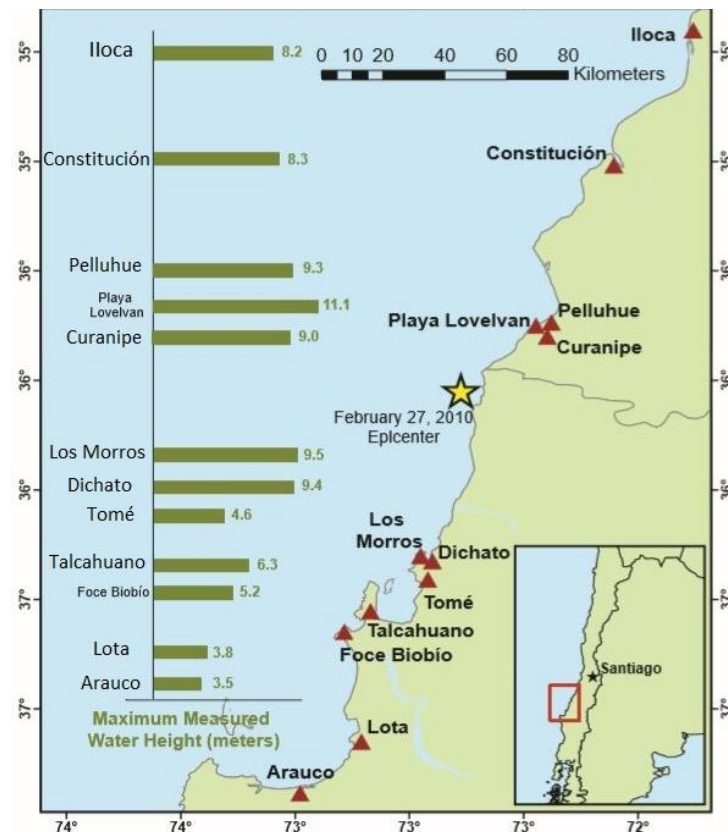 Iloca
8.2
Constitución
8.3
Pelluhue
9.3
Playa
Lovelvan
11.1
Curanipe
9.0
Los Morros
9.5
Dichato
9.4
Tomé
4.6
Talcahuano
6.3
Foce Biobío
5.2
Lota
3.8
Arauco
3.5
Maximum Measured
Water Height (meters)
0 10 20 40 60 80
Kilometers
Iloca
Constitución
Playa Lovelvan
Pelluhue
Curanipe
February 27, 2010
EpIcenter
Los
Morros
Dichato
Tomé
Talcahuano
Foce Biobío
Lota
Arauco
Santiago
35°
35°
36°
36°
36°
37°
37°
35°
35°
36°
36°
36°
37°
37°
74° 74° 73° 73° 73° 72°